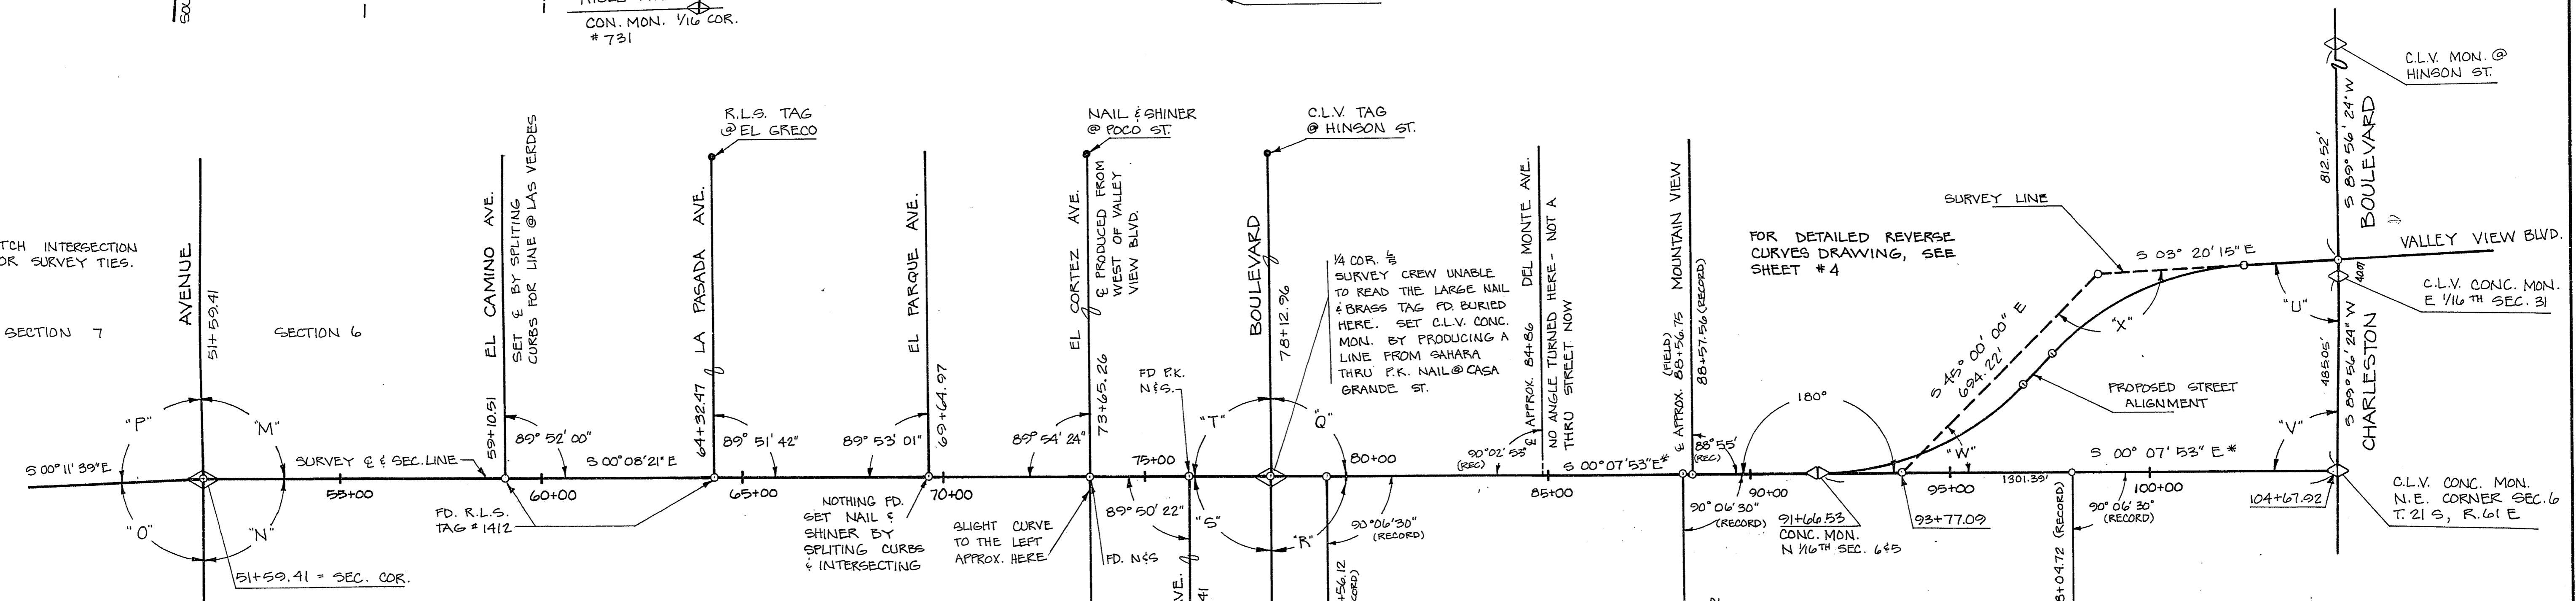 CON. MON. 1/16 COR.
# 731
C.L.V. MON. @
HINSON ST.
R.L.S. TAG
@ EL GRECO
NAIL & SHINER
@ POCO ST.
C.L.V. TAG
@ HINSON ST.
TCH INTERSECTION
OR SURVEY TIES.
SECTION 7
AVENUE
51+59.41
SECTION 6
"P"
"M"
"O"
"N"
S 00° 11' 39" E
51+59.41 = SEC. COR.
SURVEY ℄ & SEC. LINE
55+00
59+10.51 EL CAMINO AVE.
SET ℄ BY SPLITING
CURBS FOR LINE @ LAS VERDES
89° 52' 00"
60+00
FD. R.L.S.
TAG # 1412
S 00° 08' 21" E
64+32.47 LA PASADA AVE.
89° 51' 42"
65+00
EL PARQUE AVE.
69+64.97
89° 53' 01"
70+00
NOTHING FD.
SET NAIL &
SHINER BY
SPLITING CURBS
& INTERSECTING
EL CORTEZ AVE.
℄ PRODUCED FROM
WEST OF VALLEY
VIEW BLVD.
73+65.26
89° 54' 24"
SLIGHT CURVE
TO THE LEFT
APPROX. HERE
FD. N&S
75+00
89° 50' 22"
FD P.K.
N&S.
AVE.
41
BOULEVARD
78+12.96
"T"
"Q"
"S"
"R"
1/4 COR. 6/5
SURVEY CREW UNABLE
TO READ THE LARGE NAIL
& BRASS TAG FD. BURIED
HERE. SET C.L.V. CONC.
MON. BY PRODUCING A
LINE FROM SAHARA
THRU P.K. NAIL @ CASA
GRANDE ST.
80+00
90° 06' 30"
(RECORD)
+56.12
90° 02' 55"
(REC)
℄ APPROX. 84+86 DEL MONTE AVE.
NO ANGLE TURNED HERE - NOT A
THRU STREET NOW
85+00
S 00° 07' 53" E *
(FIELD)
℄ APPROX. 88+56.75 MOUNTAIN VIEW
88+57.56 (RECORD)
88° 55'
(REC)
90° 06' 30"
(RECORD)
90+00
180°
91+66.53
CONC. MON.
N 1/16TH SEC. 6&5
FOR DETAILED REVERSE
CURVES DRAWING, SEE
SHEET # 4
SURVEY LINE
S 45° 00' 00" E
694.22'
S 03° 20' 15" E
"X"
"W"
"U"
"V"
PROPOSED STREET
ALIGNMENT
93+77.09
95+00
1301.39'
S 00° 07' 53" E *
8+04.72 (RECORD)
90° 06' 30"
(RECORD)
100+00
104+67.92
812.52'
S 89° 56' 24" W
BOULEVARD
VALLEY VIEW BLVD.
C.L.V. CONC. MON.
E 1/16TH SEC. 31
485.05'
S 89° 56' 24" W
CHARLESTON
C.L.V. CONC. MON.
N.E. CORNER SEC. 6
T. 21 S, R. 61 E